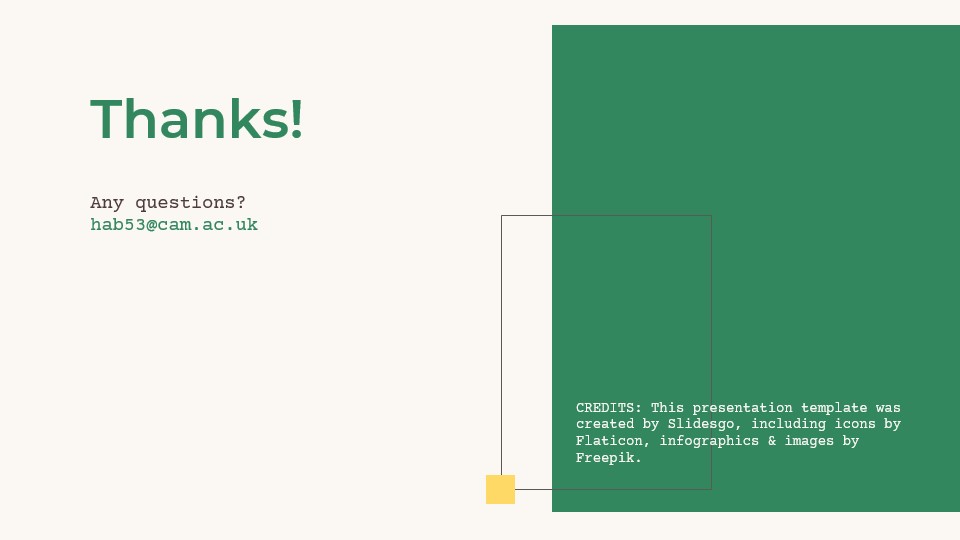 Thanks!
Any questions?
hab53@cam.ac.uk
CREDITS: This presentation template was
created by Slidesgo, including icons by
Flaticon, infographics & images by
Freepik.